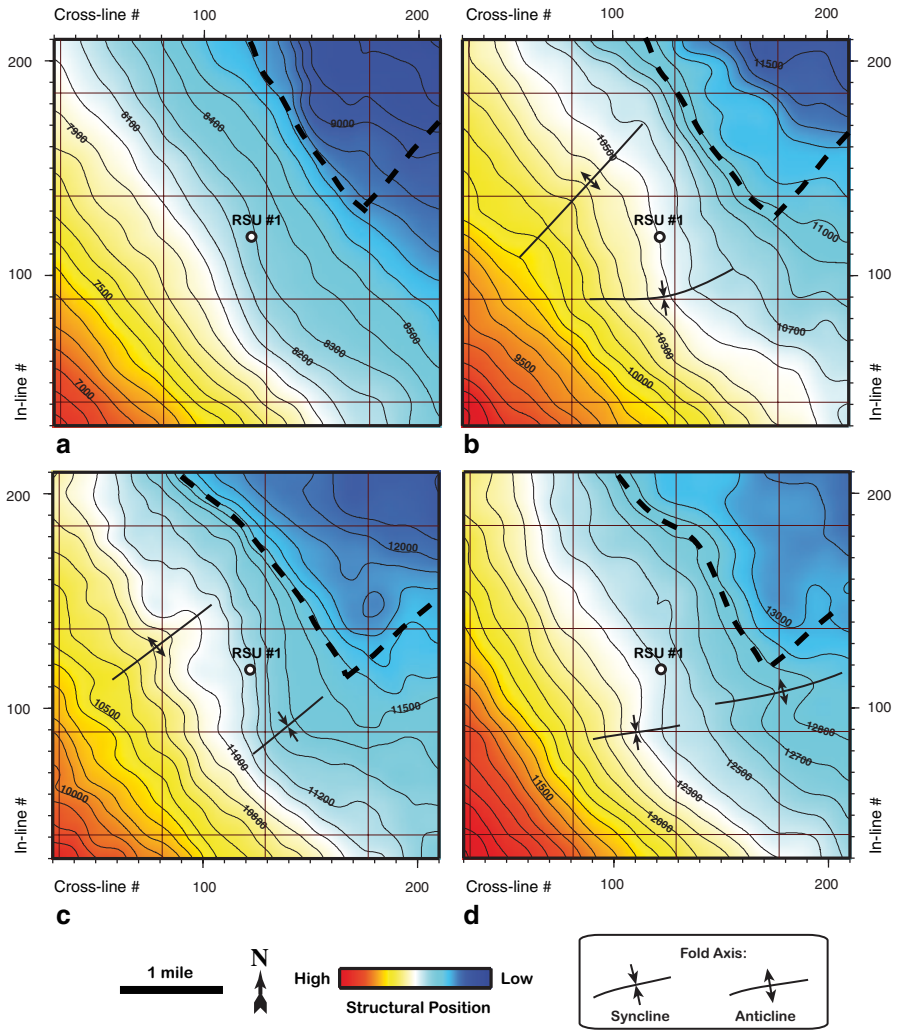 Cross-line # 100 200
200
100
In-line #
7900
8100
8400
9000
RSU #1
7500
8500
8300
8200
7000
a
Cross-line # 100 200
200
100
In-line #
11500
10500
RSU #1
11000
10700
10300
9500
10000
b
200
100
In-line #
12000
RSU #1
10500
11500
11000
10000
11200
10800
Cross-line # 100 200
c
200
100
In-line #
13000
RSU #1
12800
12700
12500
12300
11500
12000
Cross-line # 100 200
d
1 mile
N
High Low
Structural Position
Fold Axis:
Syncline Anticline